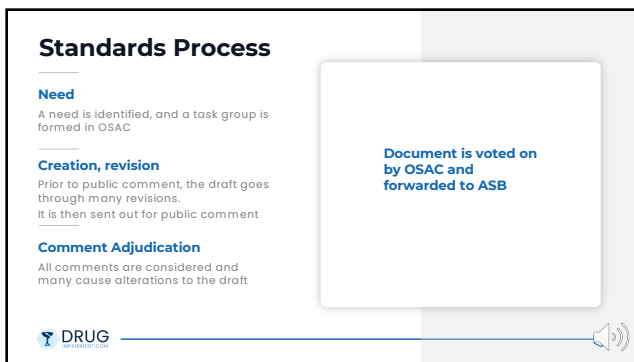 Standards Process
Need
A need is identified, and a task group is
formed in OSAC
Creation, revision
Prior to public comment, the draft goes
through many revisions.
It is then sent out for public comment
Comment Adjudication
All comments are considered and
many cause alterations to the draft
Document is voted on
by OSAC and
forwarded to ASB
DRUG
IMPAIRMENT.COM